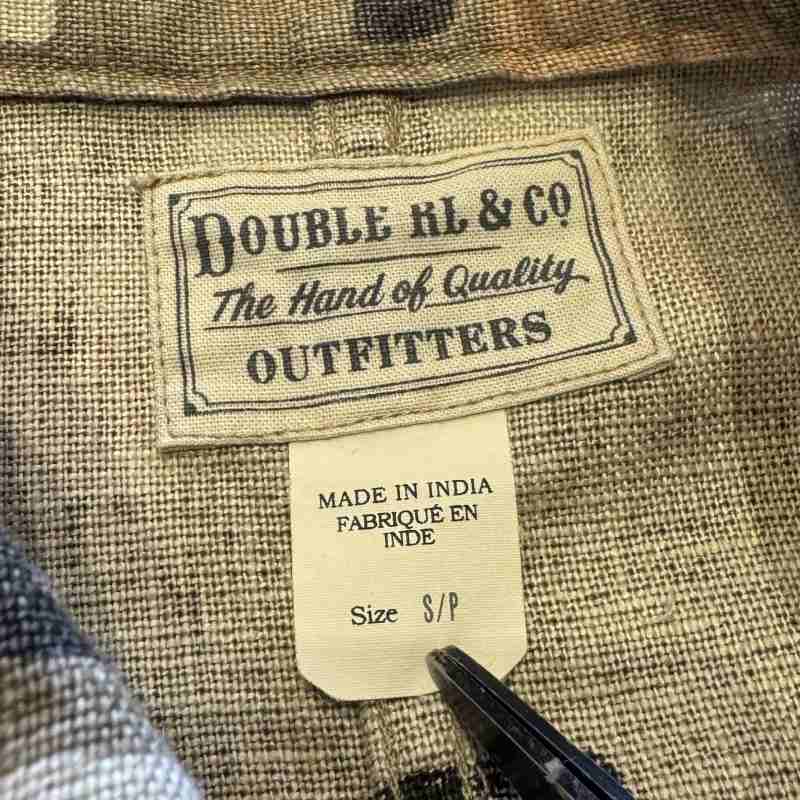 DOUBLE RL & CO
The Hand of Quality
OUTFITTERS
MADE IN INDIA
FABRIQUÉ EN
INDE
Size S/P